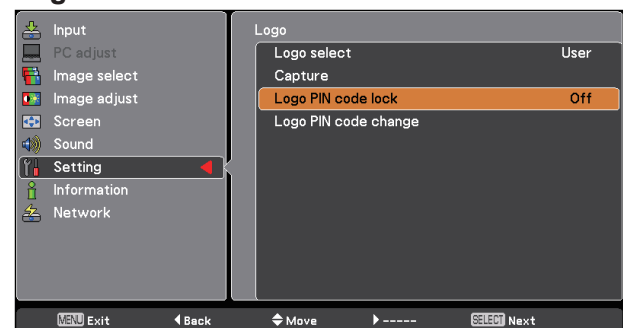 Input
PC adjust
Image select
Image adjust
Screen
Sound
Setting
Information
Network
Logo
Logo select User
Capture
Logo PIN code lock Off
Logo PIN code change
MENU Exit Back Move ----- SELECT Next